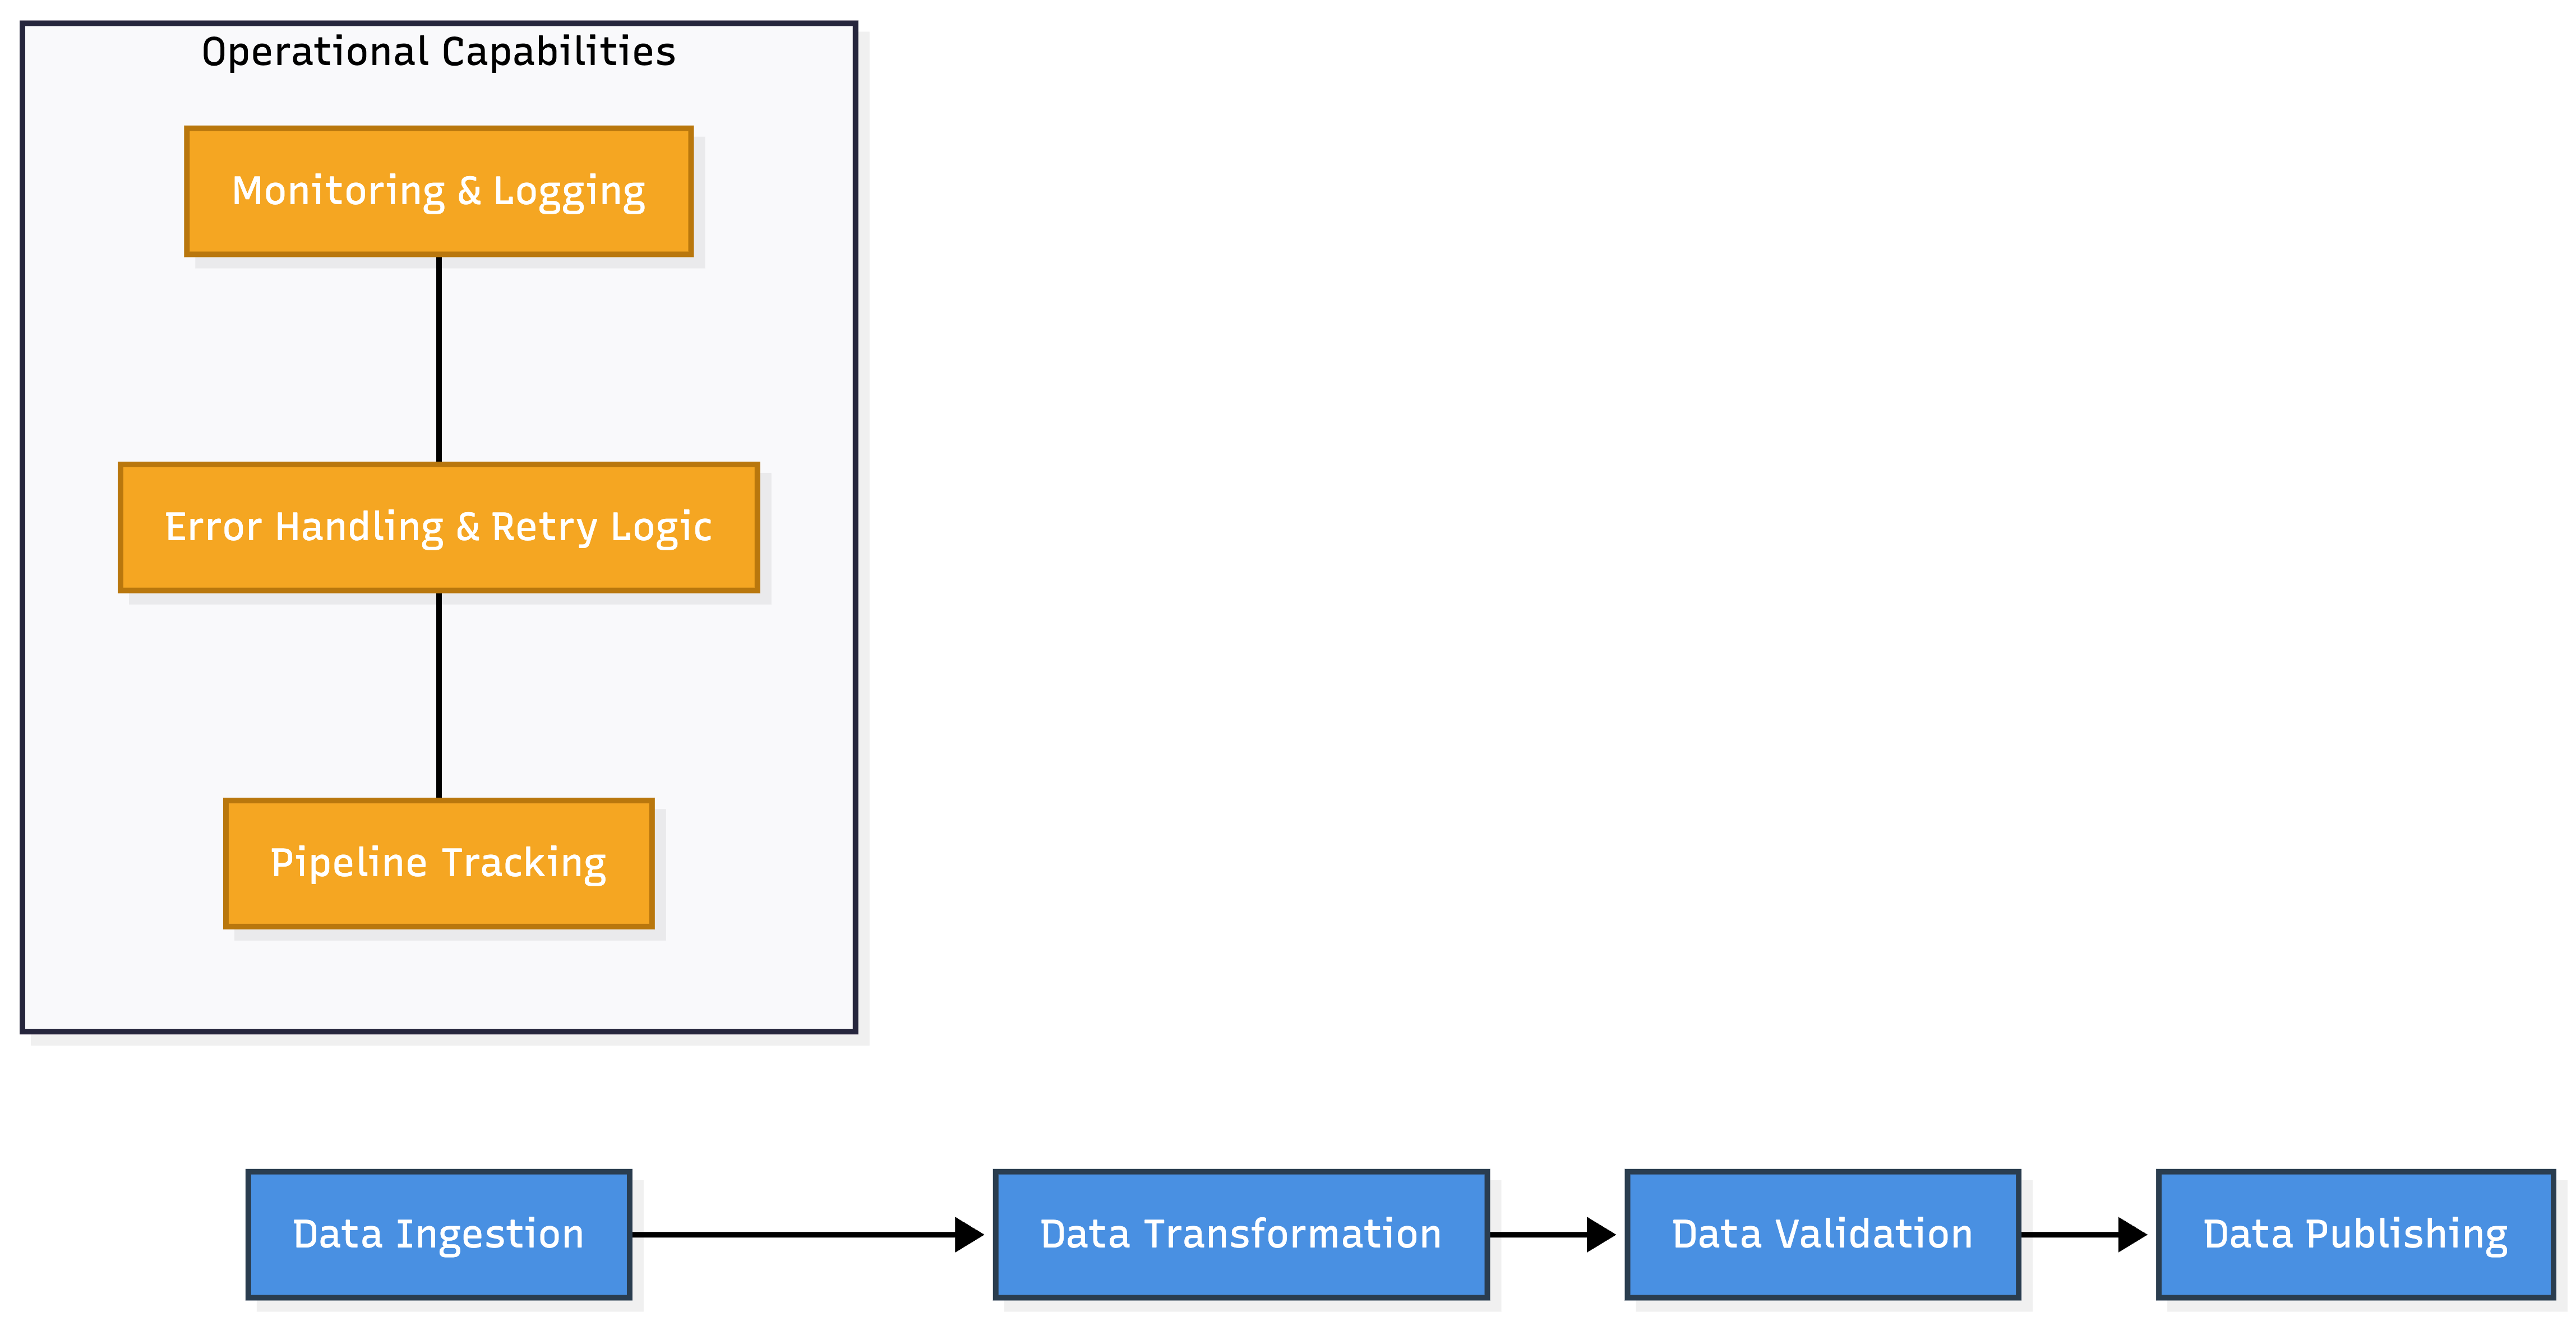 Operational Capabilities
Monitoring & Logging
Error Handling & Retry Logic
Pipeline Tracking
Data Ingestion
Data Transformation
Data Validation
Data Publishing